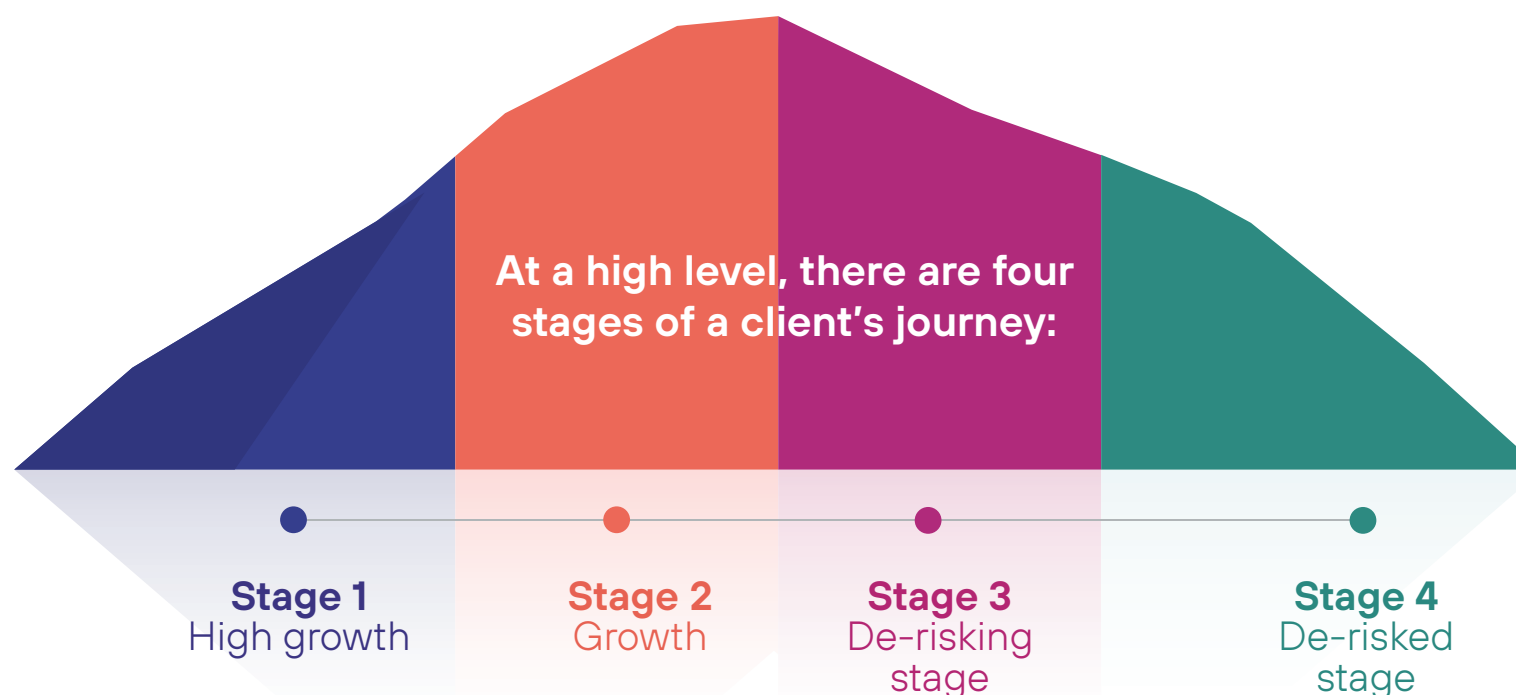 At a high level, there are four
stages of a client’s journey:
Stage 1
High growth
Stage 2
Growth
Stage 3
De-risking
stage
Stage 4
De-risked
stage